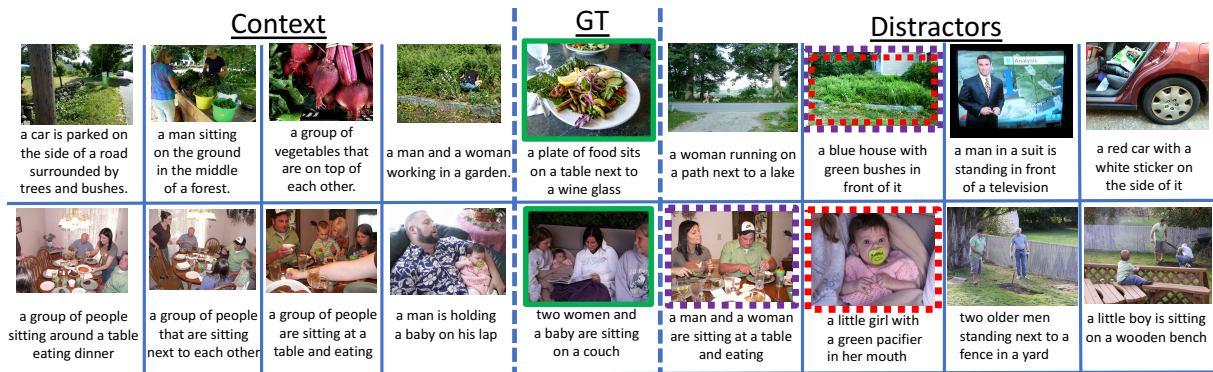 Context
GT
Distractors
Analysis
a car is parked on
the side of a road
surrounded by
trees and bushes.
a man sitting
on the ground
in the middle
of a forest.
a group of
vegetables that
are on top of
each other.
a man and a woman
working in a garden.
a plate of food sits
on a table next to
a wine glass
a woman running on
a path next to a lake
a blue house with
green bushes in
front of it
a man in a suit is
standing in front
of a television
a red car with a
white sticker on
the side of it
a group of people
sitting around a table
eating dinner
a group of people
that are sitting
next to each other
a group of people
are sitting at a
table and eating
a man is holding
a baby on his lap
two women and
a baby are sitting
on a couch
a man and a woman
are sitting at a table
and eating
a little girl with
a green pacifier
in her mouth
two older men
standing next to a
fence in a yard
a little boy is sitting
on a wooden bench